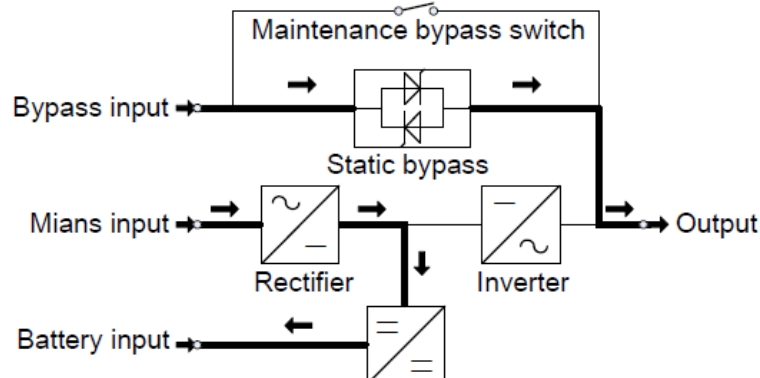 Maintenance bypass switch
Bypass input
Static bypass
Mians input
Output
Rectifier
Inverter
Battery input